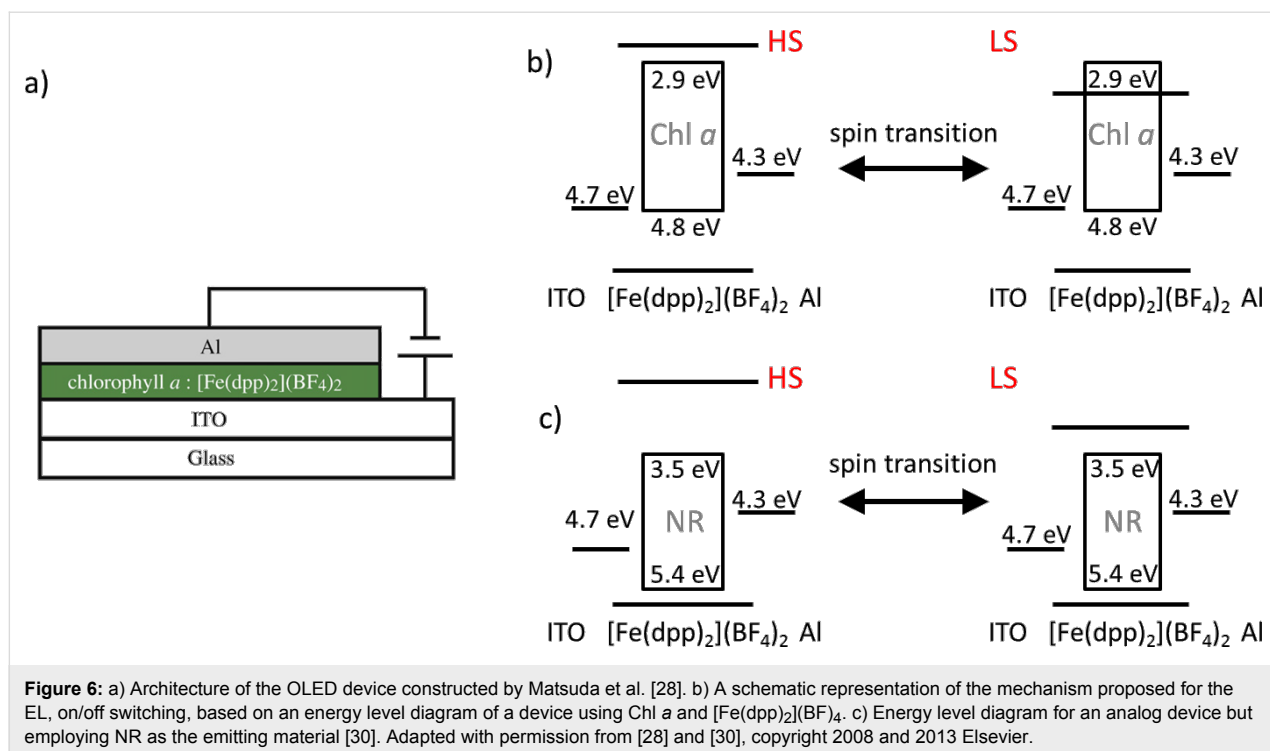 a)
Al
chlorophyll a : [Fe(dpp)₂](BF₄)₂
ITO
Glass
b)
HS
LS
2.9 eV
2.9 eV
Chl a
Chl a
spin transition
4.3 eV
4.3 eV
4.7 eV
4.7 eV
4.8 eV
4.8 eV
ITO [Fe(dpp)₂](BF₄)₂ Al
ITO [Fe(dpp)₂](BF₄)₂ Al
HS
LS
c)
3.5 eV
3.5 eV
spin transition
4.7 eV
4.3 eV
4.3 eV
NR
NR
4.7 eV
5.4 eV
5.4 eV
ITO [Fe(dpp)₂](BF₄)₂ Al
ITO [Fe(dpp)₂](BF₄)₂ Al
Figure 6: a) Architecture of the OLED device constructed by Matsuda et al. [28]. b) A schematic representation of the mechanism proposed for the
EL, on/off switching, based on an energy level diagram of a device using Chl a and [Fe(dpp)₂](BF)₄. c) Energy level diagram for an analog device but
employing NR as the emitting material [30]. Adapted with permission from [28] and [30], copyright 2008 and 2013 Elsevier.